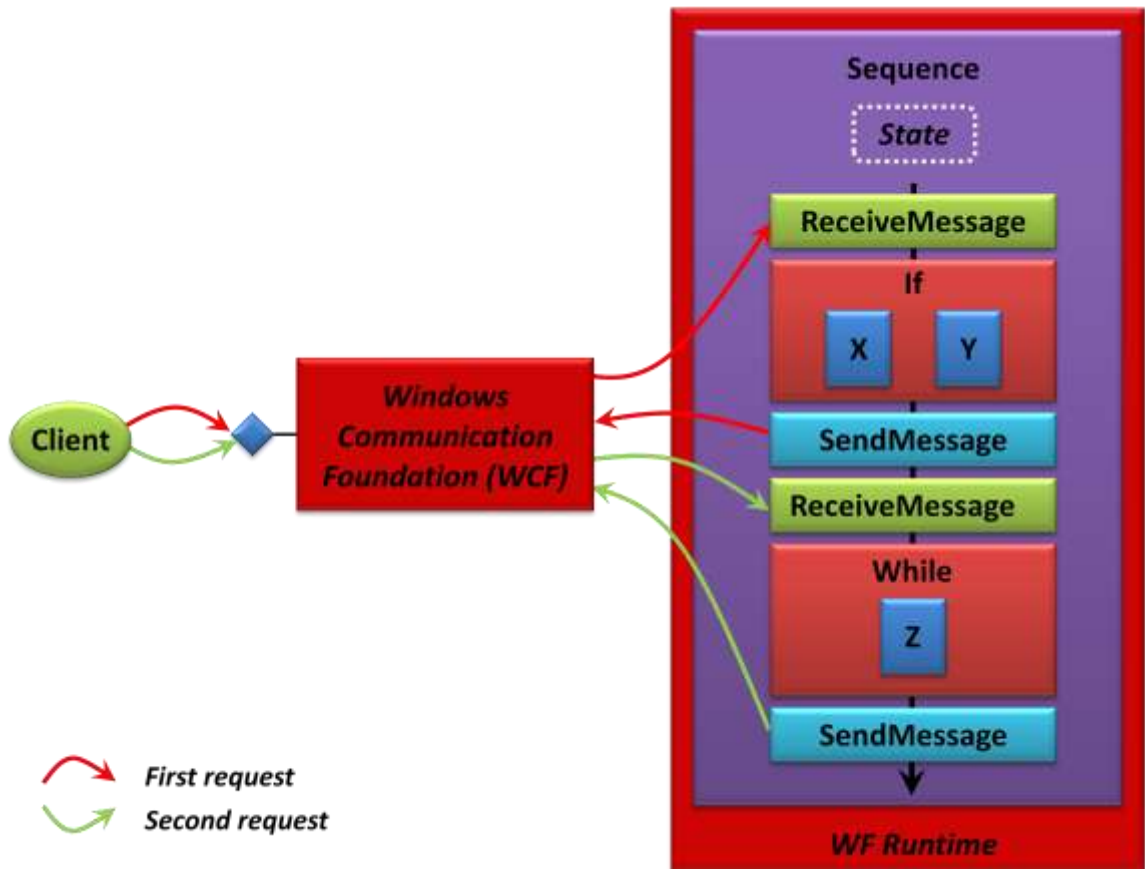 Sequence
State
ReceiveMessage
If
X
Y
SendMessage
ReceiveMessage
While
Z
SendMessage
WF Runtime
Client
Windows
Communication
Foundation (WCF)
First request
Second request